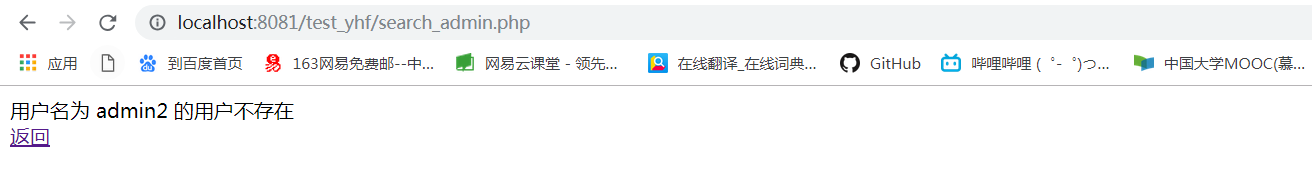 localhost:8081/test_yhf/search_admin.php
应用 到百度首页 163网易免费邮--中... 网易云课堂 - 领先... 在线翻译_在线词典... GitHub 哔哩哔哩 ( ゜- ゜)つ... 中国大学MOOC(慕...
用户名为 admin2 的用户不存在
返回